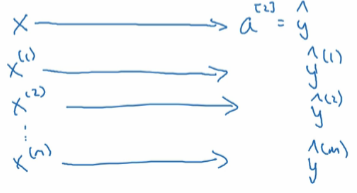 x ⟶ a^[2] = ŷ
x^(1) ⟶ ŷ^(1)
x^(2) ⟶ ŷ^(2)
⋮
x^(m) ⟶ ŷ^(m)